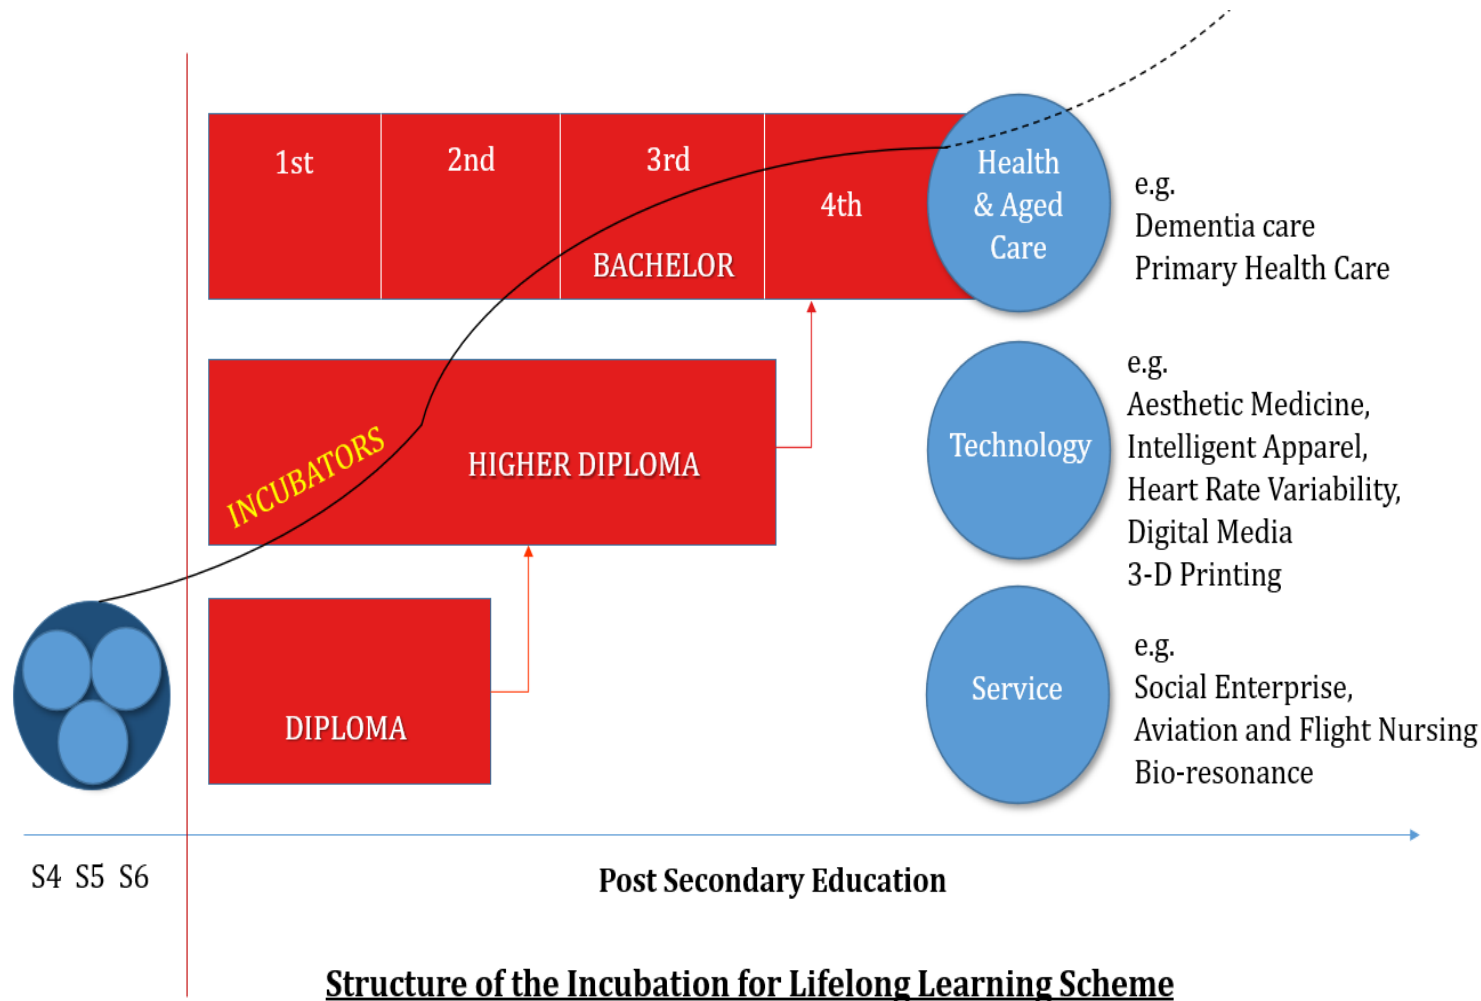 1st
2nd
3rd
4th
BACHELOR
Health
& Aged
Care
e.g.
Dementia care
Primary Health Care
INCUBATORS
HIGHER DIPLOMA
Technology
e.g.
Aesthetic Medicine,
Intelligent Apparel,
Heart Rate Variability,
Digital Media
3-D Printing
DIPLOMA
Service
e.g.
Social Enterprise,
Aviation and Flight Nursing
Bio-resonance
S4 S5 S6
Post Secondary Education
Structure of the Incubation for Lifelong Learning Scheme